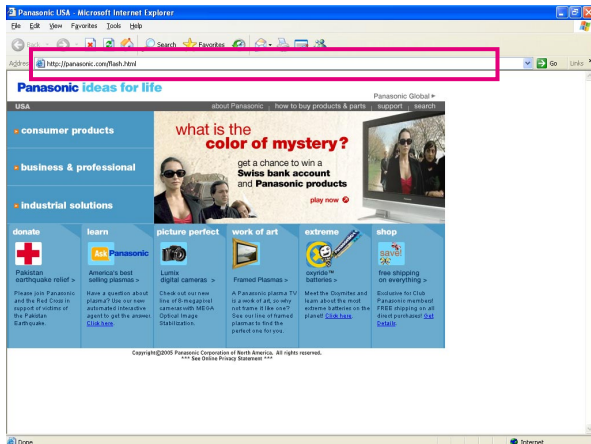 Panasonic USA - Microsoft Internet Explorer
File Edit View Favorites Tools Help
Back Search Favorites
Address http://panasonic.com/flash.html Go Links
Panasonic ideas for life
Panasonic Global
USA about Panasonic how to buy products & parts support search
consumer products
business & professional
industrial solutions
what is the
color of mystery?
get a chance to win a
Swiss bank account
and Panasonic products
play now
donate
Pakistan
earthquake relief >
Please join Panasonic
and the Red Cross in
support of victims of
the Pakistan
Earthquake.
learn
Ask Panasonic
America's best
selling plasmas >
Have a question about
plasma? Use our new
automated interactive
agent to get the answer.
Click here.
picture perfect
Lumix
digital cameras >
Check out our new
line of 8-megapixel
cameras with MEGA
Optical Image
Stabilization.
work of art
Framed Plasmas >
A Panasonic plasma TV
is a work of art, so why
not frame it like one?
See our line of framed
plasmas to find the
perfect one for you.
extreme
oxyride™
batteries >
Meet the Oxymites and
learn about the most
extreme batteries on the
planet! Click here.
shop
save!
free shipping
on everything >
Exclusive for Club
Panasonic members!
FREE shipping on all
direct purchases! Get
Details.
Copyright©2005 Panasonic Corporation of North America. All rights reserved.
*** See Online Privacy Statement ***
Done Internet